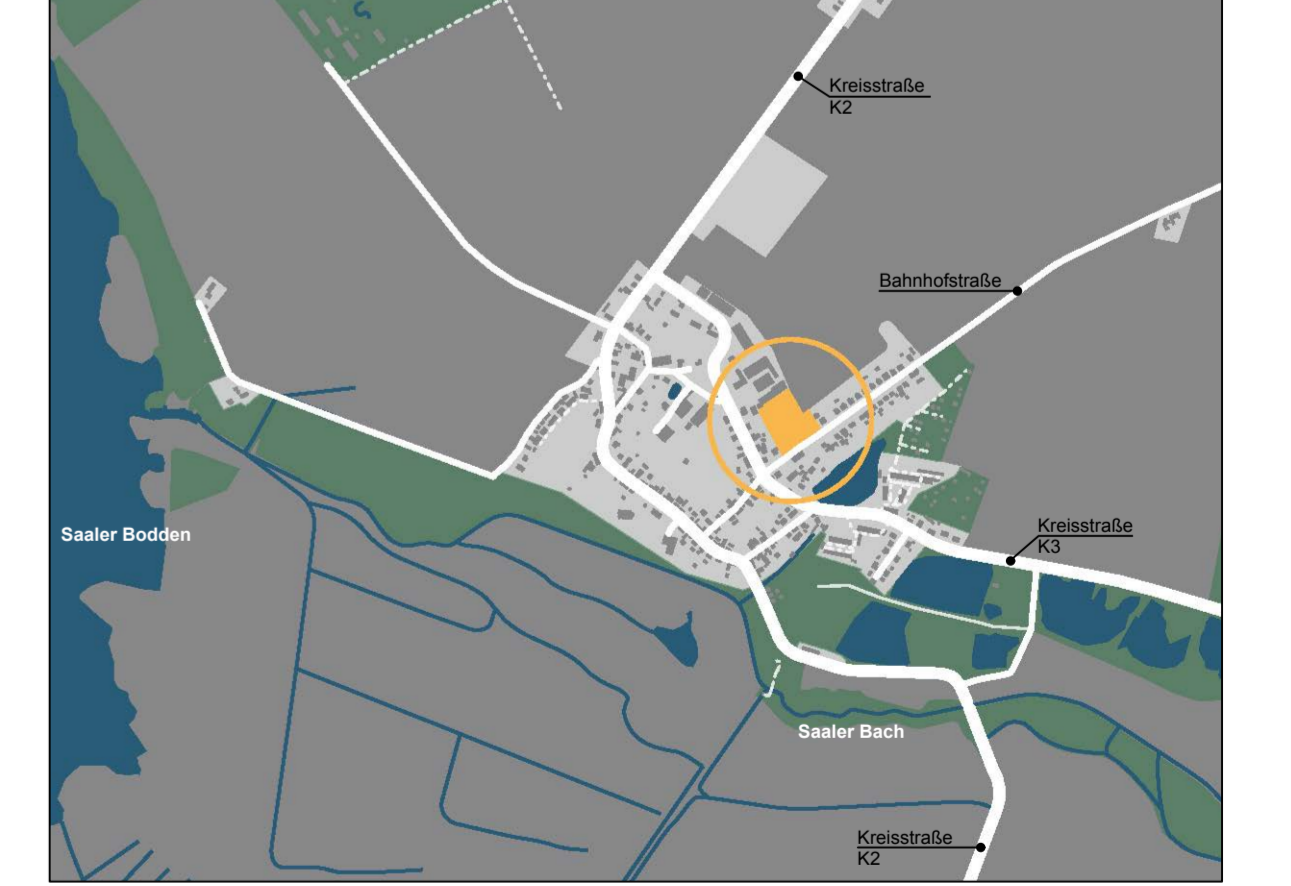 Kreisstraße
K2
Bahnhofstraße
Kreisstraße
K3
Saaler Bodden
Saaler Bach
Kreisstraße
K2